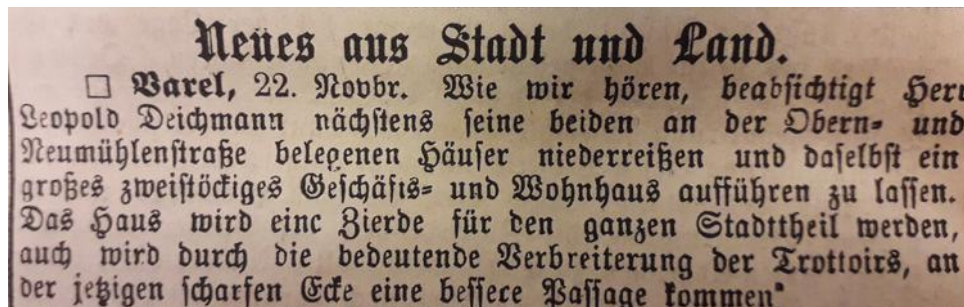 Neues aus Stadt und Land.
□ Varel, 22. Novbr. Wie wir hören, beabsichtigt Herr
Leopold Deichmann nächstens seine beiden an der Obern- und
Neumühlenstraße belegenen Häuser niederreißen und daselbst ein
großes zweistöckiges Geschäfts- und Wohnhaus aufführen zu lassen.
Das Haus wird eine Zierde für den ganzen Stadttheil werden,
auch wird durch die bedeutende Verbreiterung der Trottoirs, an
der jetzigen scharfen Ecke eine bessere Passage kommen"